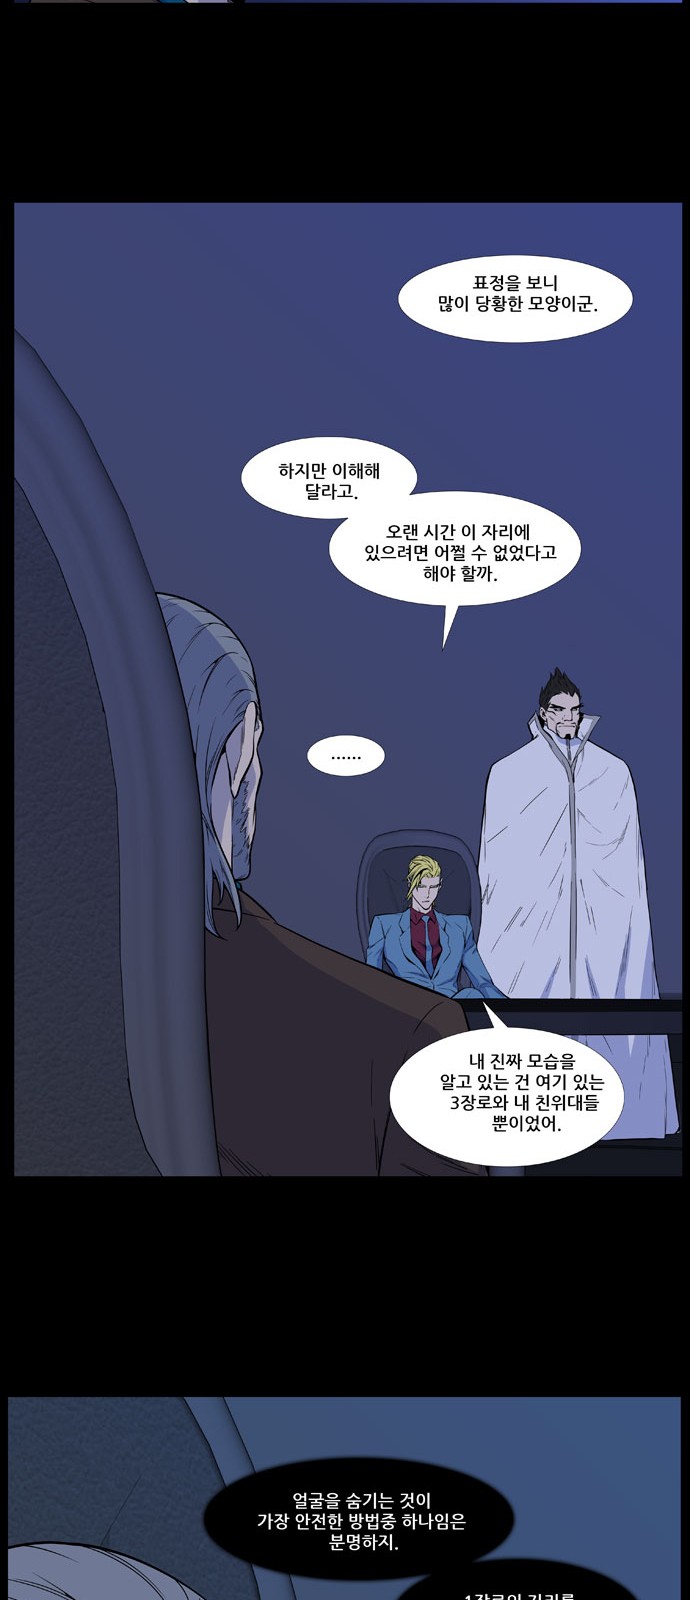 표정을 보니
많이 당황한 모양이군.
하지만 이해해
달라고.
오랜 시간 이 자리에
있으려면 어쩔 수 없었다고
해야 할까.
......
내 진짜 모습을
알고 있는 건 여기 있는
3장로와 내 친위대들
뿐이었어.
얼굴을 숨기는 것이
가장 안전한 방법중 하나임은
분명하지.